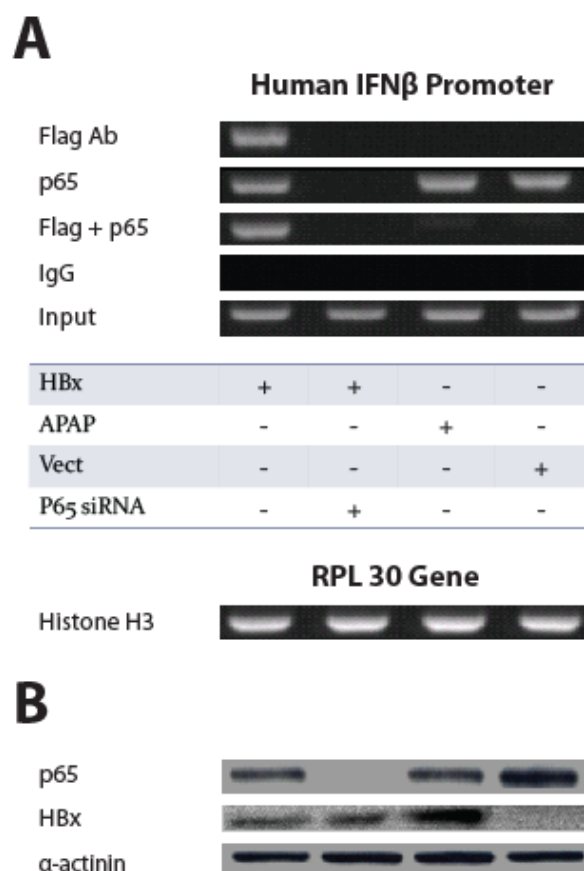 A
Human IFNβ Promoter
Flag Ab
p65
Flag + p65
IgG
Input
HBx + + - -
APAP - - + -
Vect - - - +
P65 siRNA - + - -
RPL 30 Gene
Histone H3
B
p65
HBx
α-actinin